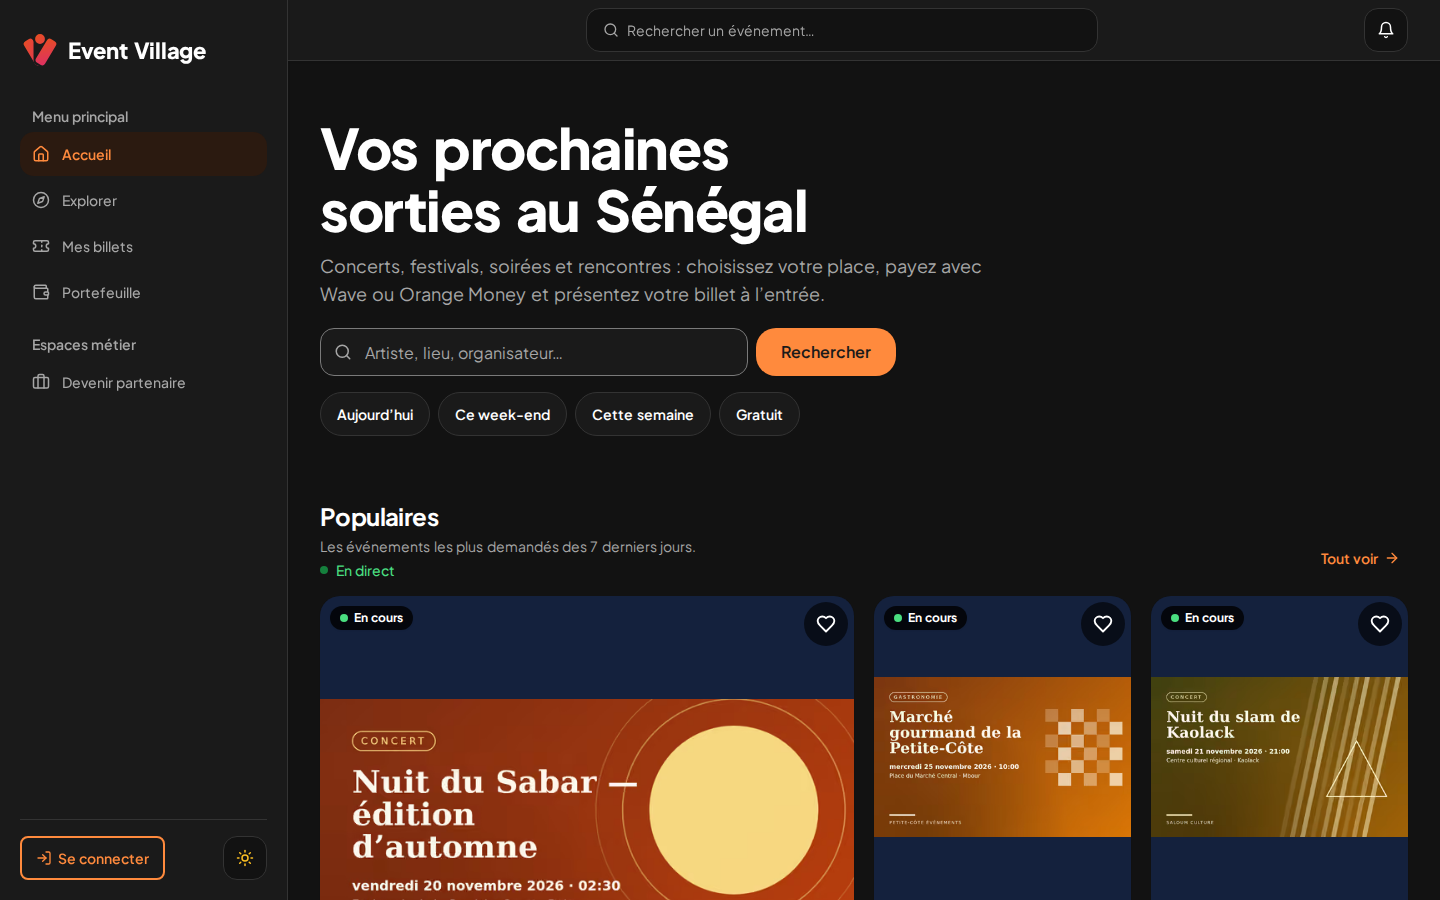 Event Village
Rechercher un événement...
Menu principal
Accueil
Explorer
Mes billets
Portefeuille
Espaces métier
Devenir partenaire
Se connecter
Vos prochaines
sorties au Sénégal
Concerts, festivals, soirées et rencontres : choisissez votre place, payez avec
Wave ou Orange Money et présentez votre billet à l'entrée.
Artiste, lieu, organisateur...
Rechercher
Aujourd'hui
Ce week-end
Cette semaine
Gratuit
Populaires
Les événements les plus demandés des 7 derniers jours.
En direct
Tout voir
En cours
CONCERT
Nuit du Sabar —
édition
d'automne
vendredi 20 novembre 2026 · 02:30
En cours
GASTRONOMIE
Marché
gourmand de la
Petite-Côte
mercredi 25 novembre 2026 · 10:00
Place du Marché Central · Mbour
PETITE-CÔTE ÉVÉNEMENTS
En cours
CONCERT
Nuit du slam de
Kaolack
samedi 21 novembre 2026 · 21:00
Centre culturel régional · Kaolack
SALOUM CULTURE